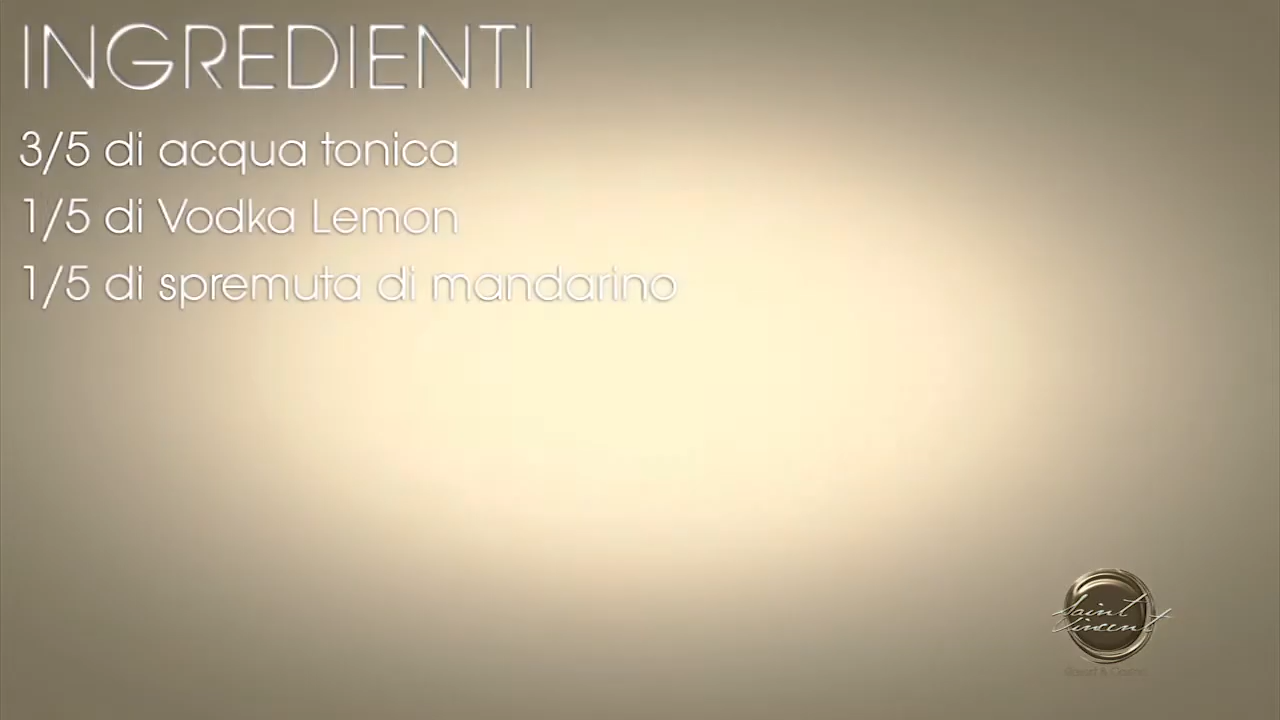 INGREDIENTI
3/5 di acqua tonica
1/5 di Vodka Lemon
1/5 di spremuta di mandarino
Saint
Vincent